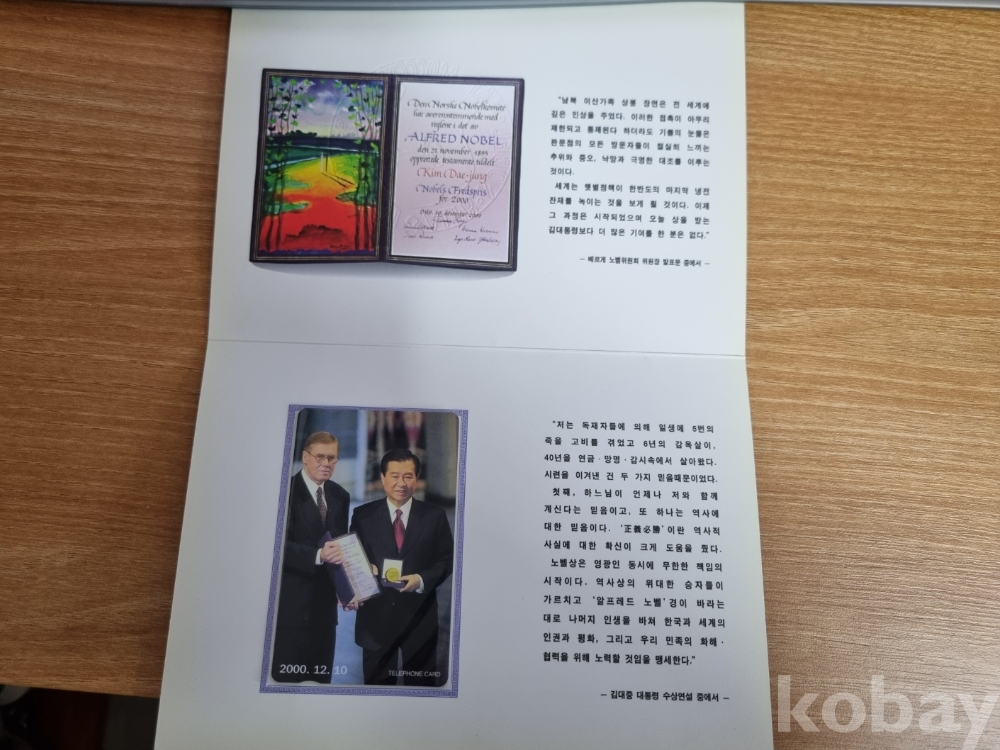 Den Norske Nobelkomite
har overensstemmende med
reglene i det av
ALFRED NOBEL
den 27. november 1895
opprettede testamente tildelt
Kim Dae-jung
Nobels Fredspris
for 2000
Oslo, 10. desember 2000
"남북 이산가족 상봉 장면은 전 세계에
깊은 인상을 주었다. 이러한 접촉이 아무리
제한되고 통제된다 하더라도 기쁨의 눈물은
판문점의 모든 방문자들이 절실히 느끼는
추위와 증오, 낙망과 극명한 대조를 이루는
것이다.
세계는 햇볕정책이 한반도의 마지막 냉전
잔재를 녹이는 것을 보게 될 것이다. 이제
그 과정은 시작되었으며 오늘 상을 받는
김대통령보다 더 많은 기여를 한 분은 없다."
– 베르게 노벨위원회 위원장 발표문 중에서 –
2000. 12. 10
TELEPHONE CARD
"저는 독재자들에 의해 일생에 5번의
죽을 고비를 겪었고 6년의 감옥살이,
40년을 연금·망명·감시속에서 살아왔다.
시련을 이겨낸 건 두 가지 믿음때문이었다.
첫째, 하느님이 언제나 저와 함께
계신다는 믿음이고, 또 하나는 역사에
대한 믿음이다. '正義必勝'이란 역사적
사실에 대한 확신이 크게 도움을 줬다.
노벨상은 영광인 동시에 무한한 책임의
시작이다. 역사상의 위대한 승자들이
가르치고 '알프레드 노벨'경이 바라는
대로 나머지 인생을 바쳐 한국과 세계의
인권과 평화, 그리고 우리 민족의 화해·
협력을 위해 노력할 것임을 맹세한다."
– 김대중 대통령 수상연설 중에서 –
kobay